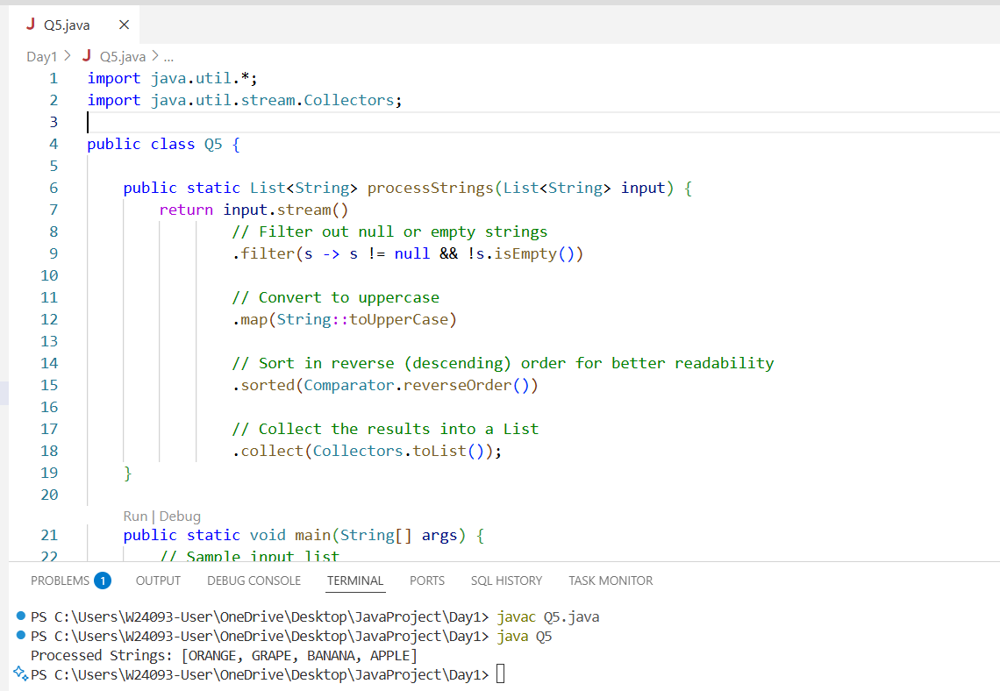 J Q5.java ×
Day1 > J Q5.java > ...
1 import java.util.*;
2 import java.util.stream.Collectors;
3
4 public class Q5 {
5
6 public static List<String> processStrings(List<String> input) {
7 return input.stream()
8 // Filter out null or empty strings
9 .filter(s -> s != null && !s.isEmpty())
10
11 // Convert to uppercase
12 .map(String::toUpperCase)
13
14 // Sort in reverse (descending) order for better readability
15 .sorted(Comparator.reverseOrder())
16
17 // Collect the results into a List
18 .collect(Collectors.toList());
19 }
20
Run | Debug
21 public static void main(String[] args) {
22 // Sample input list
PROBLEMS 1 OUTPUT DEBUG CONSOLE TERMINAL PORTS SQL HISTORY TASK MONITOR
PS C:\Users\W24093-User\OneDrive\Desktop\JavaProject\Day1> javac Q5.java
PS C:\Users\W24093-User\OneDrive\Desktop\JavaProject\Day1> java Q5
Processed Strings: [ORANGE, GRAPE, BANANA, APPLE]
PS C:\Users\W24093-User\OneDrive\Desktop\JavaProject\Day1>